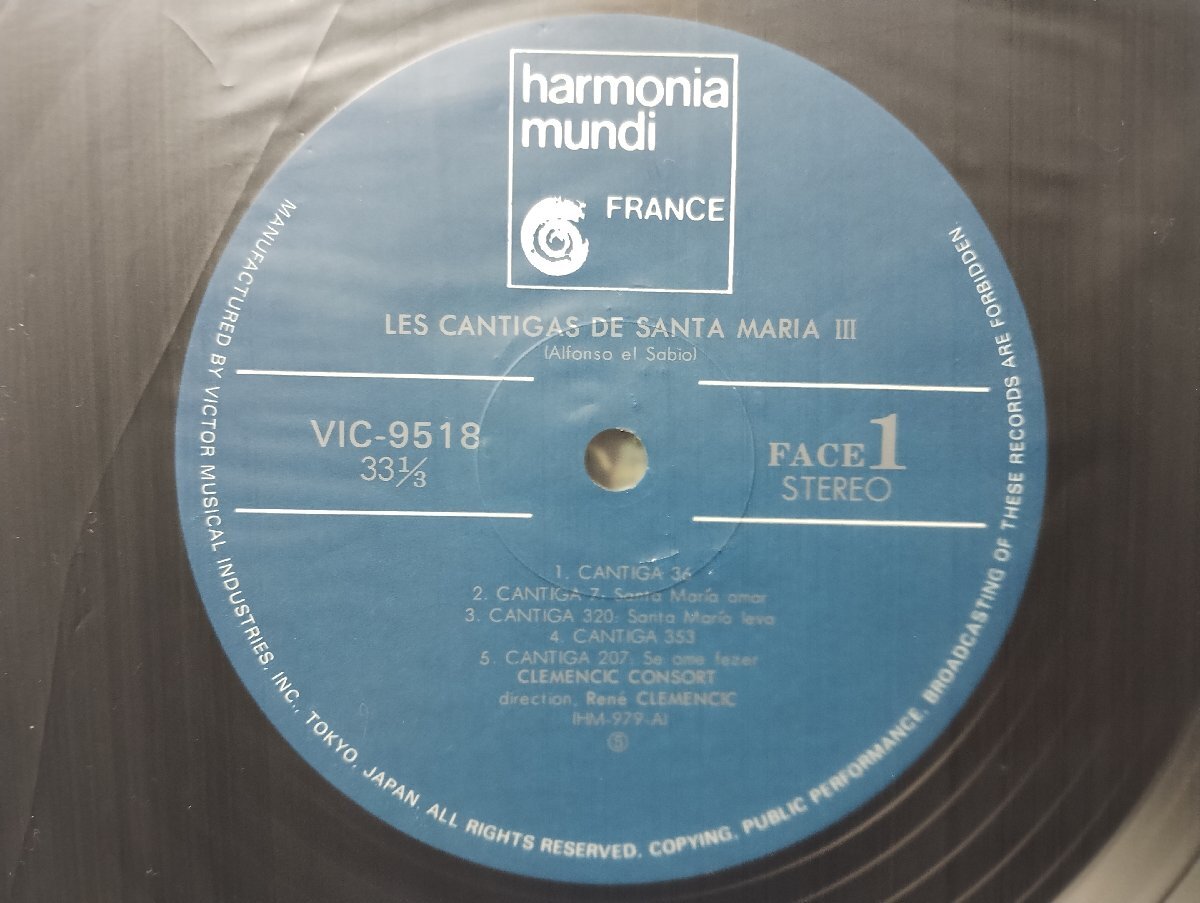 harmonia
mundi
FRANCE
LES CANTIGAS DE SANTA MARIA III
(Alfonso el Sabio)
VIC-9518
33⅓
FACE 1
STEREO
1. CANTIGA 36
2. CANTIGA 7: Santa María amar
3. CANTIGA 320: Santa María leva
4. CANTIGA 353
5. CANTIGA 207: Se ome fezer
CLEMENCIC CONSORT
direction, René CLEMENCIC
(HM-979-A)
Ⓢ
MANUFACTURED BY VICTOR MUSICAL INDUSTRIES, INC., TOKYO, JAPAN. ALL RIGHTS RESERVED. COPYING, PUBLIC PERFORMANCE, BROADCASTING OF THESE RECORDS ARE FORBIDDEN.